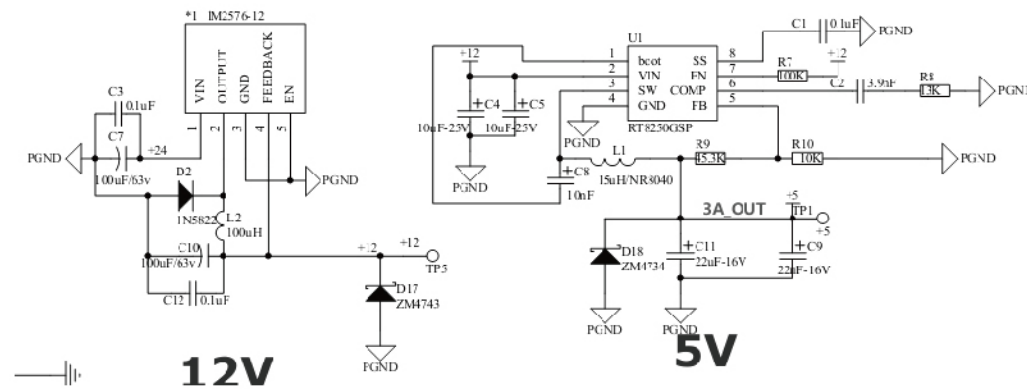 *1 IM2576-12
VIN
OUTPUT
GND
FEEDBACK
EN
1
2
3
4
5
C3
0.1uF
C7
+24
PGND
100uF/63v
PGND
D2
1N5822
L2
100uH
C10
100uF/63v
C12
0.1uF
+12
+12
TP5
D17
ZM4743
PGND
12V
U1
C1
0.1uF
PGND
+12
1
bcot
SS
8
2
VIN
FN
7
R7
100K
+12
3
SW
COMP
6
C2
3.9nF
R8
13K
PGND
4
GND
FB
5
RT8250GSP
C4
C5
10uF-25V
10uF-25V
PGND
PGND
L1
15uH/NR8040
R9
45.3K
R10
10K
PGND
C8
10nF
3A_OUT
+5
TP1
+5
D18
ZM4734
C11
22uF-16V
C9
22uF-16V
PGND
PGND
5V